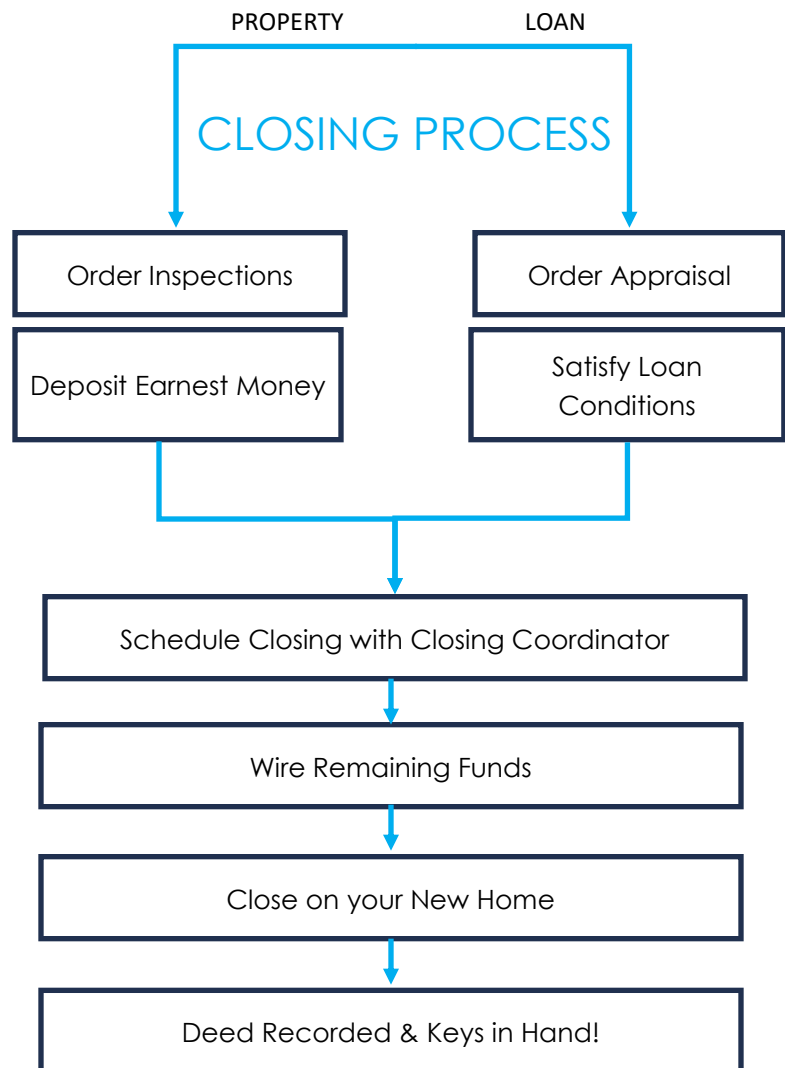 PROPERTY
LOAN
CLOSING PROCESS
Order Inspections
Order Appraisal
Deposit Earnest Money
Satisfy Loan
Conditions
Schedule Closing with Closing Coordinator
Wire Remaining Funds
Close on your New Home
Deed Recorded & Keys in Hand!